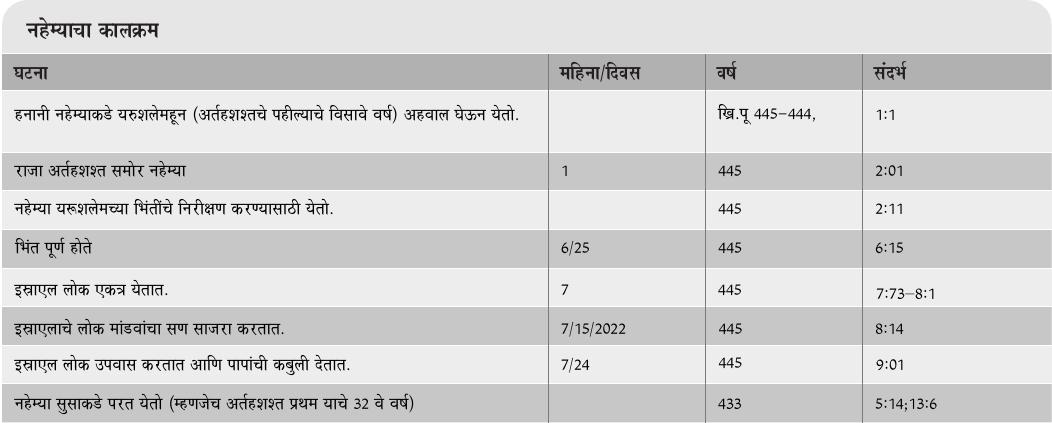 नहेम्याचा कालक्रम
घटना महिना/दिवस वर्ष संदर्भ
हनानी नहेम्याकडे यरुशलेमहून (अर्तहशश्तचे पहील्याचे विसावे वर्ष) अहवाल घेऊन येतो. ख्रि.पू 445-444, 1:1
राजा अर्तहशश्त समोर नहेम्या 1 445 2:01
नहेम्या यरूशलेमच्या भिंतींचे निरीक्षण करण्यासाठी येतो. 445 2:11
भिंत पूर्ण होते 6/25 445 6:15
इस्राएल लोक एकत्र येतात. 7 445 7:73-8:1
इस्राएलाचे लोक मांडवांचा सण साजरा करतात. 7/15/2022 445 8:14
इस्राएल लोक उपवास करतात आणि पापांची कबुली देतात. 7/24 445 9:01
नहेम्या सुसाकडे परत येतो (म्हणजेच अर्तहशश्त प्रथम याचे 32 वे वर्ष) 433 5:14;13:6